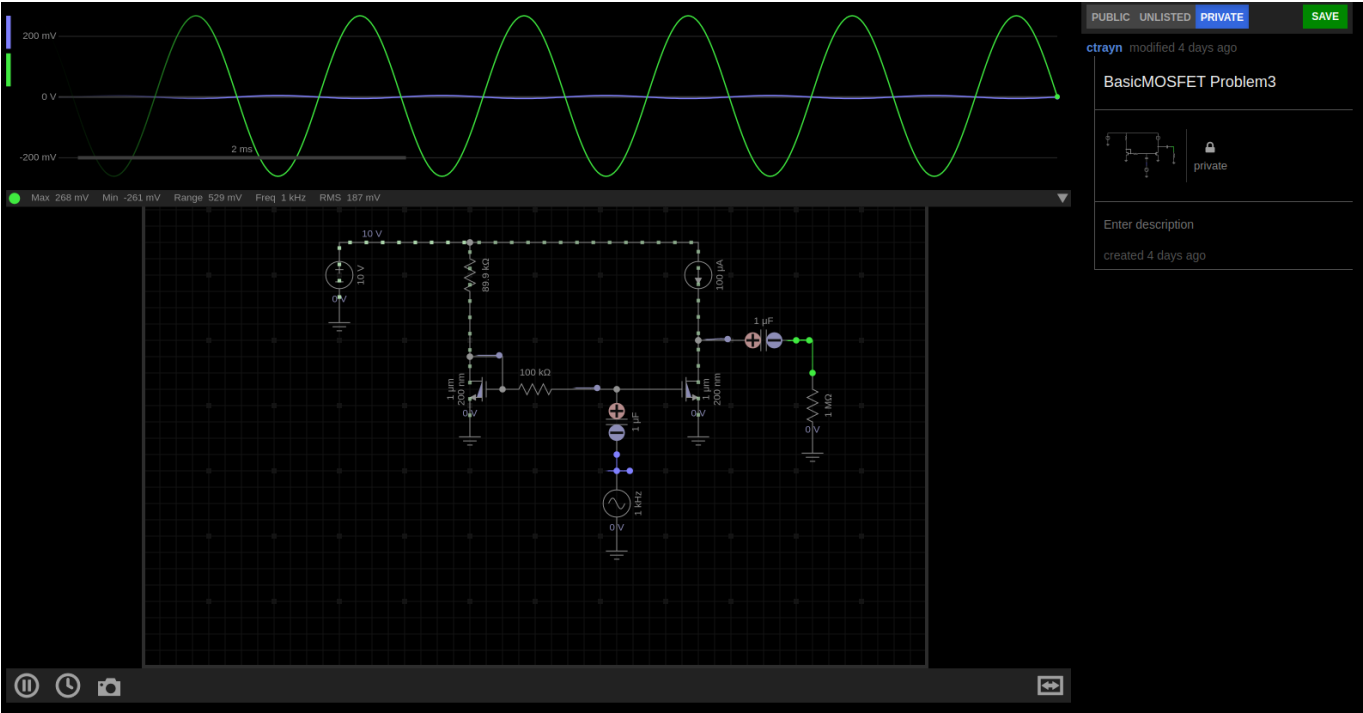 PUBLIC UNLISTED PRIVATE SAVE
ctrayn modified 4 days ago
BasicMOSFET Problem3
private
Enter description
created 4 days ago
200 mV
0 V
-200 mV
2 ms
Max 268 mV Min -261 mV Range 529 mV Freq 1 kHz RMS 187 mV
10 V
10 V
0 V
89.9 kΩ
100 µA
1 µF
1 µm
200 nm
0 V
100 kΩ
1 µm
200 nm
0 V
1 µF
1 MΩ
0 V
1 kHz
0 V